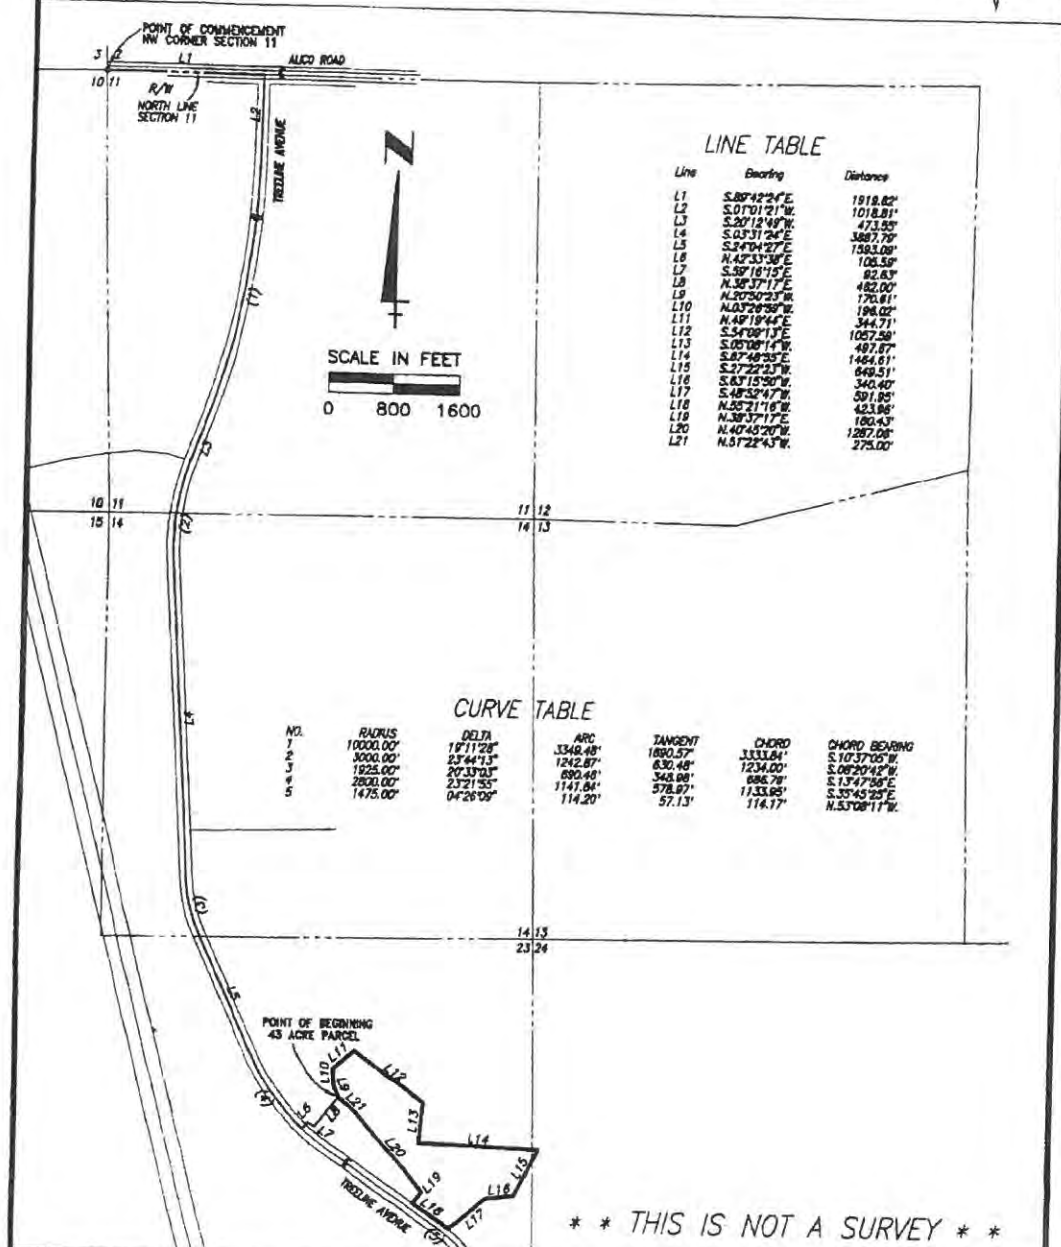 POINT OF COMMENCEMENT
NW CORNER SECTION 11
3 2
L1
ALICO ROAD
10 11
R/W
NORTH LINE
SECTION 11
L2
TREELINE AVENUE
N
(1)
SCALE IN FEET
0 800 1600
L3
LINE TABLE
Line Bearing Distance
L1 S.89°42'24"E. 1919.82'
L2 S.01°01'21"W. 1018.81'
L3 S.20°12'49"W. 473.55'
L4 S.03°31'24"E. 3887.79'
L5 S.24°04'27"E. 1593.09'
L6 N.42°33'38"E. 106.59'
L7 S.59°16'15"E. 92.63'
L8 N.38°37'17"E. 482.00'
L9 N.20°50'23"W. 170.61'
L10 N.03°26'59"W. 196.02'
L11 N.49°19'44"E. 344.71'
L12 S.54°09'13"E. 1057.59'
L13 S.05°08'14"W. 497.87'
L14 S.87°48'55"E. 1464.61'
L15 S.27°22'23"W. 649.51'
L16 S.83°15'50"W. 340.40'
L17 S.48°52'47"W. 591.95'
L18 N.55°21'16"W. 423.96'
L19 N.38°37'17"E. 160.43'
L20 N.40°45'20"W. 1287.06'
L21 N.51°22'43"W. 275.00'
10 11
15 14
(2)
11 12
14 13
L4
CURVE TABLE
NO. RADIUS DELTA ARC TANGENT CHORD CHORD BEARING
1 10000.00' 19°11'28" 3349.48' 1690.57' 3333.84' S.10°37'05"W.
2 3000.00' 23°44'13" 1242.87' 630.48' 1234.00' S.08°20'42"W.
3 1925.00' 20°33'03" 690.46' 348.98' 686.78' S.13°47'56"E.
4 2800.00' 23°21'55" 1141.84' 578.97' 1133.95' S.35°45'25"E.
5 1475.00' 04°26'09" 114.20' 57.13' 114.17' N.53°08'11"W.
(3)
14 13
23 24
L5
POINT OF BEGINNING
43 ACRE PARCEL
L11
L10
L12
L9
L21
(4)
L6
L8
L7
L13
L14
L20
L15
L19
L16
L18
L17
TREELINE AVENUE
(5)
* * THIS IS NOT A SURVEY * *